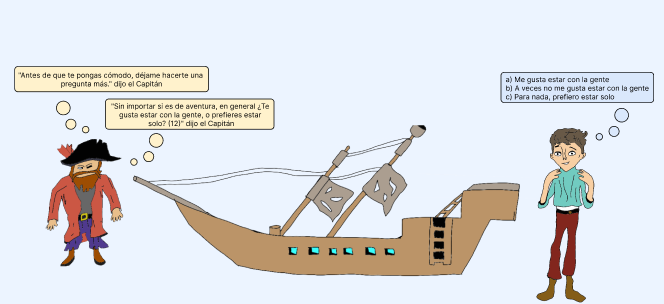 "Antes de que te pongas cómodo, déjame hacerte una
pregunta más." dijo el Capitán
"Sin importar si es de aventura, en general ¿Te
gusta estar con la gente, o prefieres estar
solo? (12)" dijo el Capitán
a) Me gusta estar con la gente
b) A veces no me gusta estar con la gente
c) Para nada, prefiero estar solo